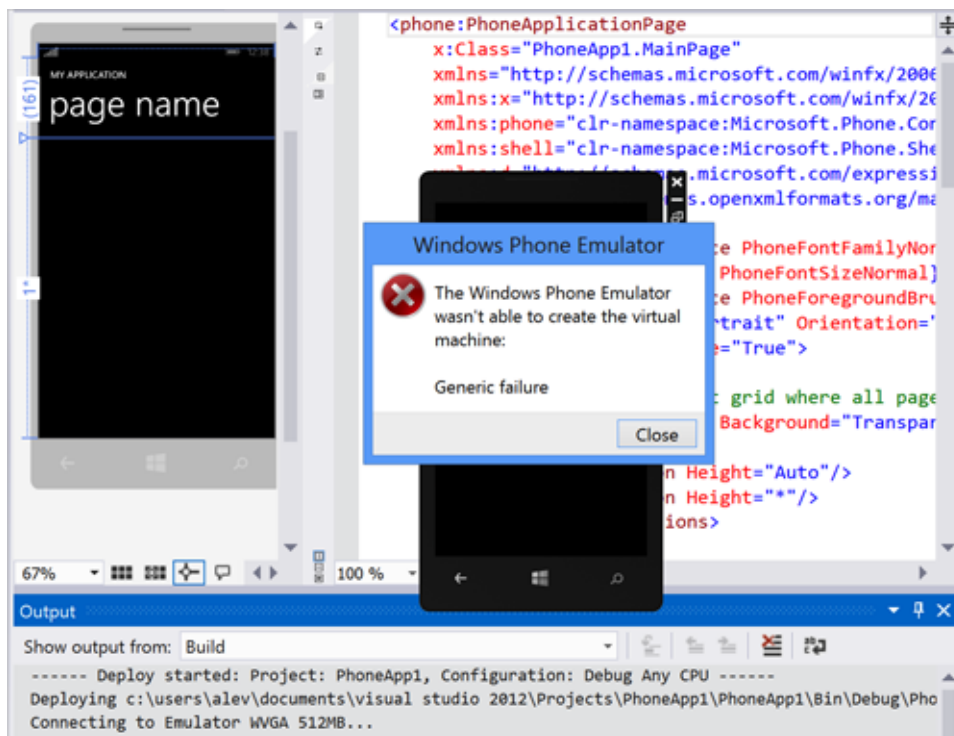 12:38
MY APPLICATION
page name
(161)
1*
<phone:PhoneApplicationPage
x:Class="PhoneApp1.MainPage"
xmlns="http://schemas.microsoft.com/winfx/2006
xmlns:x="http://schemas.microsoft.com/winfx/20
xmlns:phone="clr-namespace:Microsoft.Phone.Con
xmlns:shell="clr-namespace:Microsoft.Phone.She
.microsoft.com/expressi
s.openxmlformats.org/ma
Windows Phone Emulator
The Windows Phone Emulator
wasn't able to create the virtual
machine:
Generic failure
Close
e PhoneFontFamilyNor
PhoneFontSizeNormal}
e PhoneForegroundBru
trait" Orientation="
="True">
t grid where all page
Background="Transpar
n Height="Auto"/>
n Height="*"/>
ions>
67%
100 %
Output
Show output from: Build
------ Deploy started: Project: PhoneApp1, Configuration: Debug Any CPU ------
Deploying c:\users\alev\documents\visual studio 2012\Projects\PhoneApp1\PhoneApp1\Bin\Debug\Pho
Connecting to Emulator WVGA 512MB...